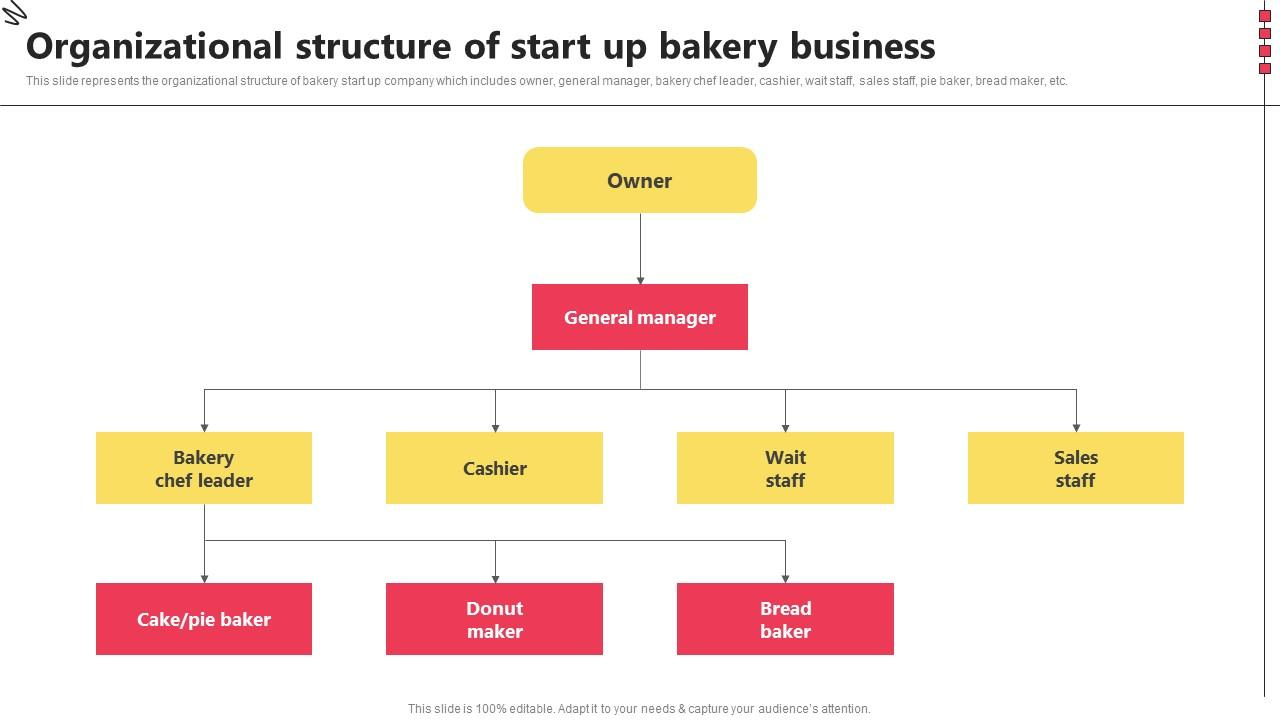 Organizational structure of start up bakery business
This slide represents the organizational structure of bakery start up company which includes owner, general manager, bakery chef leader, cashier, wait staff, sales staff, pie baker, bread maker, etc.
Owner
General manager
Bakery
chef leader
Cashier
Wait
staff
Sales
staff
Cake/pie baker
Donut
maker
Bread
baker
This slide is 100% editable. Adapt it to your needs & capture your audience's attention.